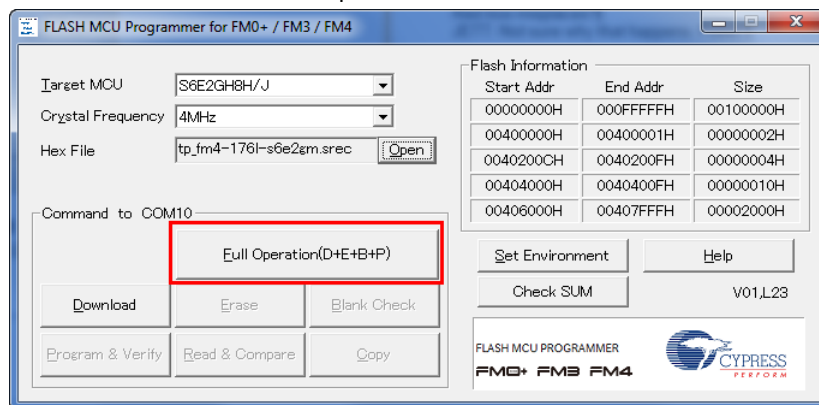 FLASH MCU Programmer for FM0+ / FM3 / FM4
Target MCU
S6E2GH8H/J
Crystal Frequency
4MHz
Hex File
tp_fm4-176l-s6e2gm.srec
Open
Flash Information
Start Addr End Addr Size
00000000H 000FFFFFH 00100000H
00400000H 00400001H 00000002H
0040200CH 0040200FH 00000004H
00404000H 0040400FH 00000010H
00406000H 00407FFFH 00002000H
Command to COM10
Full Operation(D+E+B+P)
Download Erase Blank Check
Program & Verify Read & Compare Copy
Set Environment Help
Check SUM V01,L23
FLASH MCU PROGRAMMER
FM0+ FM3 FM4
CYPRESS
PERFORM